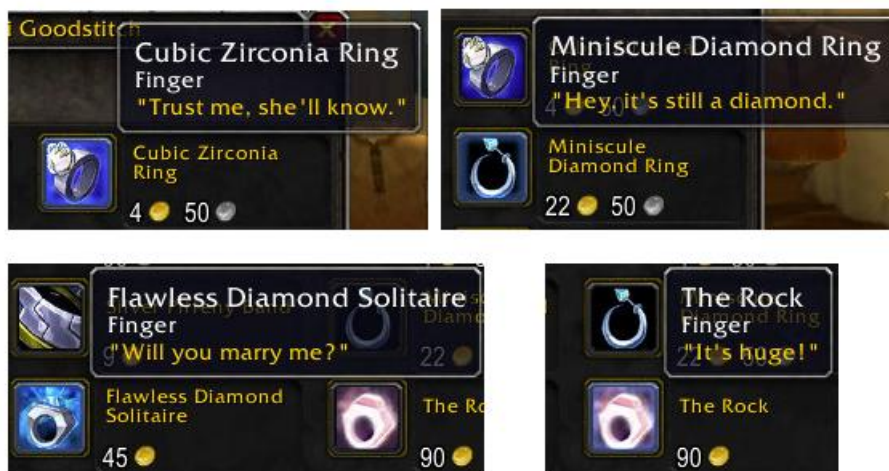 i Goodstitch
Cubic Zirconia Ring
Finger
"Trust me, she'll know."
Cubic Zirconia
Ring
4 50
Miniscule Diamond Ring
Finger
"Hey, it's still a diamond."
Miniscule
Diamond Ring
22 50
Flawless Diamond Solitaire
Finger
"Will you marry me?"
22
Flawless Diamond
Solitaire
45
The Ro
90
The Rock
Finger
"It's huge!"
The Rock
90